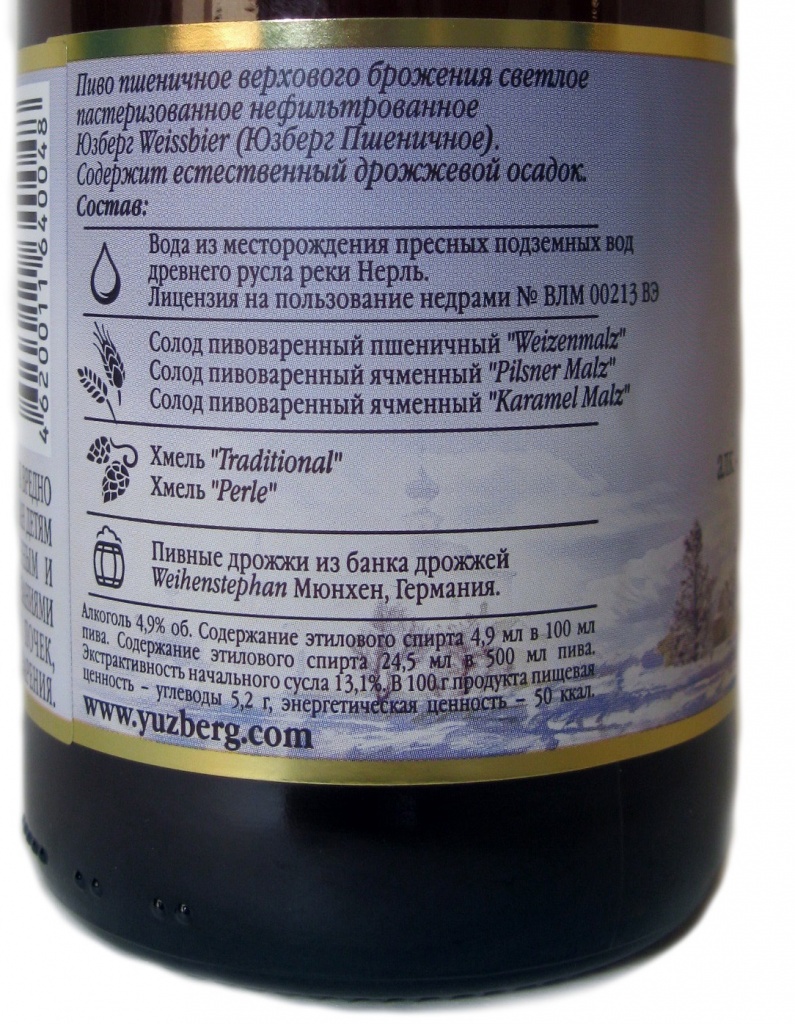 Пиво пшеничное верхового брожения светлое
пастеризованное нефильтрованное
Юзберг Weissbier (Юзберг Пшеничное).
Содержит естественный дрожжевой осадок.
Состав:
Вода из месторождения пресных подземных вод
древнего русла реки Нерль.
Лицензия на пользование недрами № ВЛМ 00213 ВЭ
Солод пивоваренный пшеничный "Weizenmalz"
Солод пивоваренный ячменный "Pilsner Malz"
Солод пивоваренный ячменный "Karamel Malz"
Хмель "Traditional"
Хмель "Perle"
Пивные дрожжи из банка дрожжей
Weihenstephan Мюнхен, Германия.
Алкоголь 4,9% об. Содержание этилового спирта 4,9 мл в 100 мл
пива. Содержание этилового спирта 24,5 мл в 500 мл пива.
Экстрактивность начального сусла 13,1%. В 100 г продукта пищевая
ценность – углеводы 5,2 г, энергетическая ценность – 50 ккал.
www.yuzberg.com
4620011640048
ДЕТЯМ
И